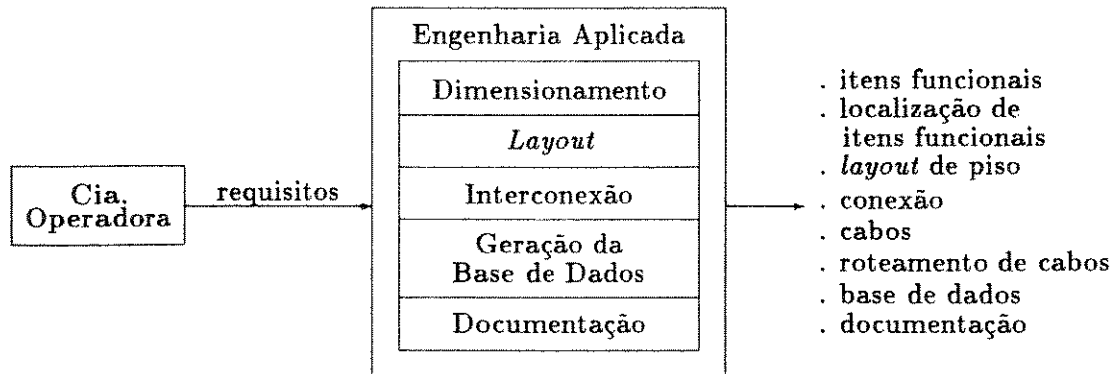 Cia.
Operadora
requisitos
Engenharia Aplicada
Dimensionamento
Layout
Interconexão
Geração da
Base de Dados
Documentação
. itens funcionais
. localização de
itens funcionais
. layout de piso
. conexão
. cabos
. roteamento de cabos
. base de dados
. documentação